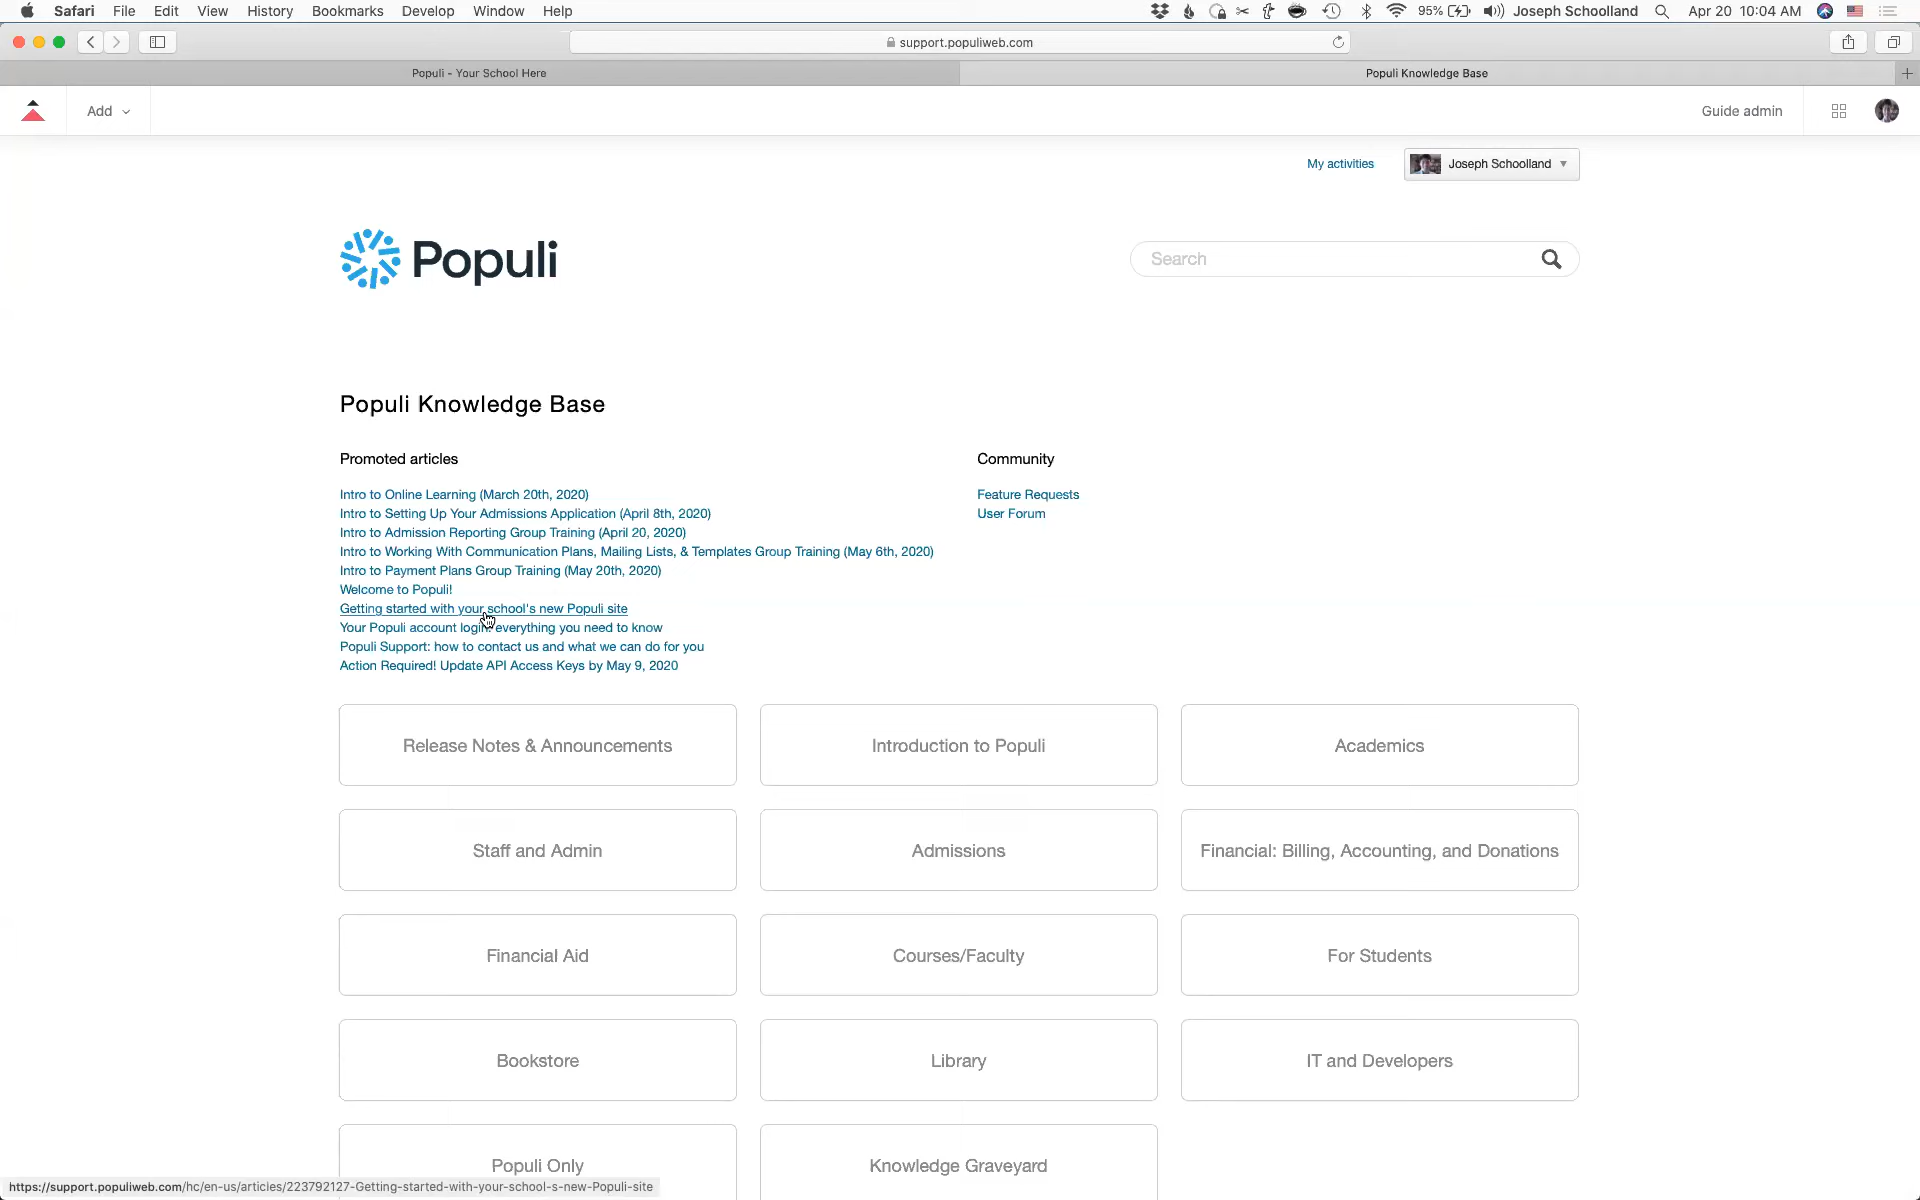 Safari File Edit View History Bookmarks Develop Window Help 95% Joseph Schoolland Apr 20 10:04 AM
support.populiweb.com
Populi - Your School Here Populi Knowledge Base
Add Guide admin
My activities Joseph Schoolland
Populi Search
Populi Knowledge Base
Promoted articles
Intro to Online Learning (March 20th, 2020)
Intro to Setting Up Your Admissions Application (April 8th, 2020)
Intro to Admission Reporting Group Training (April 20, 2020)
Intro to Working With Communication Plans, Mailing Lists, & Templates Group Training (May 6th, 2020)
Intro to Payment Plans Group Training (May 20th, 2020)
Welcome to Populi!
Getting started with your school's new Populi site
Your Populi account login: everything you need to know
Populi Support: how to contact us and what we can do for you
Action Required! Update API Access Keys by May 9, 2020
Community
Feature Requests
User Forum
Release Notes & Announcements Introduction to Populi Academics
Staff and Admin Admissions Financial: Billing, Accounting, and Donations
Financial Aid Courses/Faculty For Students
Bookstore Library IT and Developers
Populi Only Knowledge Graveyard
https://support.populiweb.com/hc/en-us/articles/223792127-Getting-started-with-your-school-s-new-Populi-site